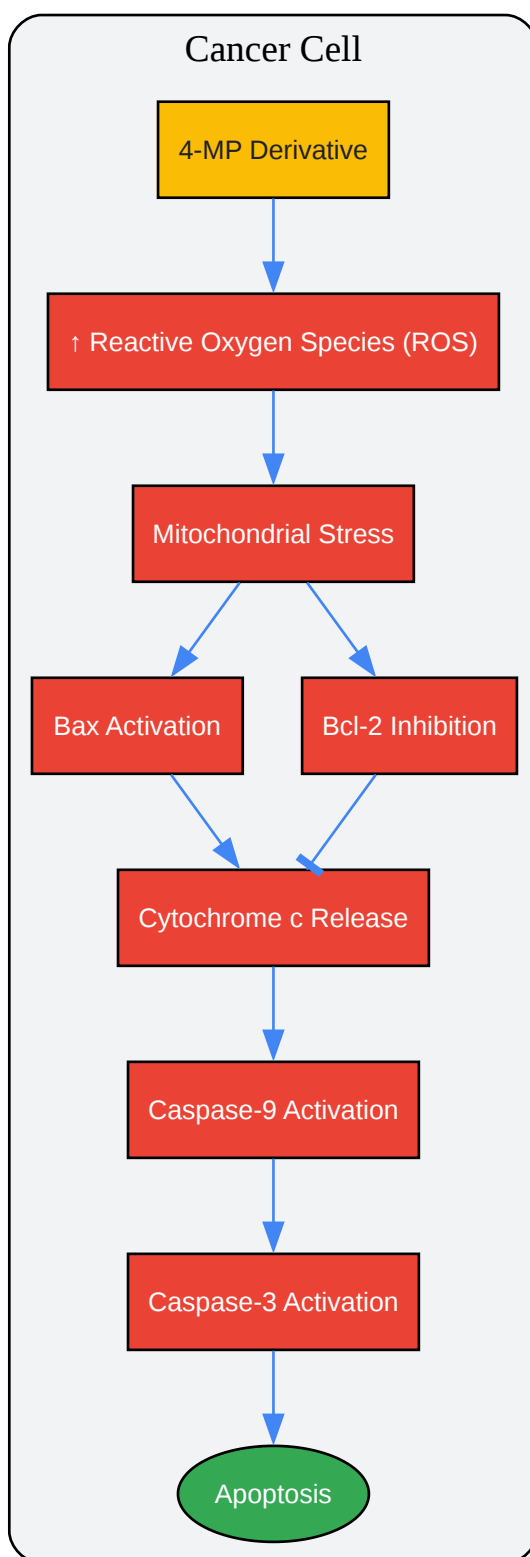 Cancer Cell
4-MP Derivative
↑ Reactive Oxygen Species (ROS)
Mitochondrial Stress
Bax Activation
Bcl-2 Inhibition
Cytochrome c Release
Caspase-9 Activation
Caspase-3 Activation
Apoptosis